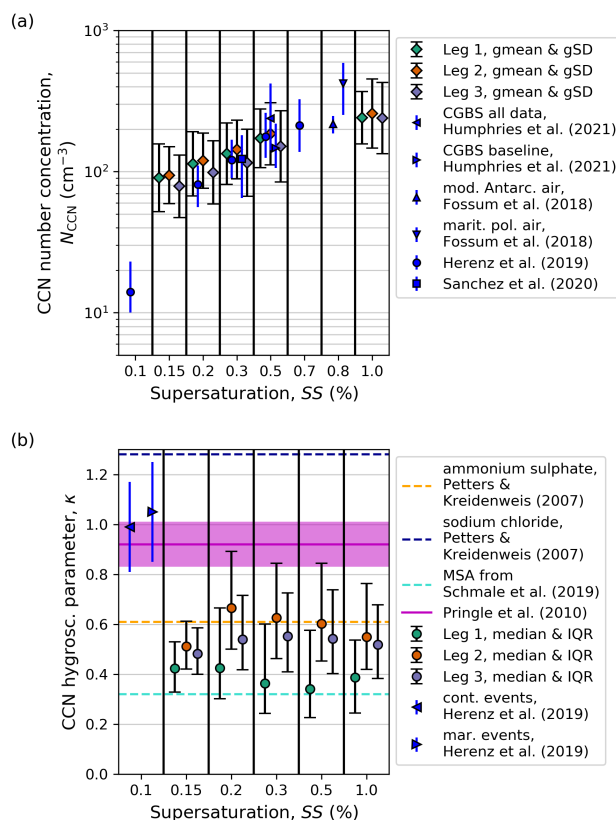 (a)
10³
10²
10¹
CCN number concentration,
N_CCN (cm⁻³)
0.1 0.15 0.2 0.3 0.5 0.7 0.8 1.0
Supersaturation, SS (%)
Leg 1, gmean & gSD
Leg 2, gmean & gSD
Leg 3, gmean & gSD
CGBS all data,
Humphries et al. (2021)
CGBS baseline,
Humphries et al. (2021)
mod. Antarc. air,
Fossum et al. (2018)
marit. pol. air,
Fossum et al. (2018)
Herenz et al. (2019)
Sanchez et al. (2020)
(b)
1.2
1.0
0.8
0.6
0.4
0.2
0.0
CCN hygrosc. parameter, κ
0.1 0.15 0.2 0.3 0.5 1.0
Supersaturation, SS (%)
ammonium sulphate,
Petters &
Kreidenweis (2007)
sodium chloride,
Petters &
Kreidenweis (2007)
MSA from
Schmale et al. (2019)
Pringle et al. (2010)
Leg 1, median & IQR
Leg 2, median & IQR
Leg 3, median & IQR
cont. events,
Herenz et al. (2019)
mar. events,
Herenz et al. (2019)